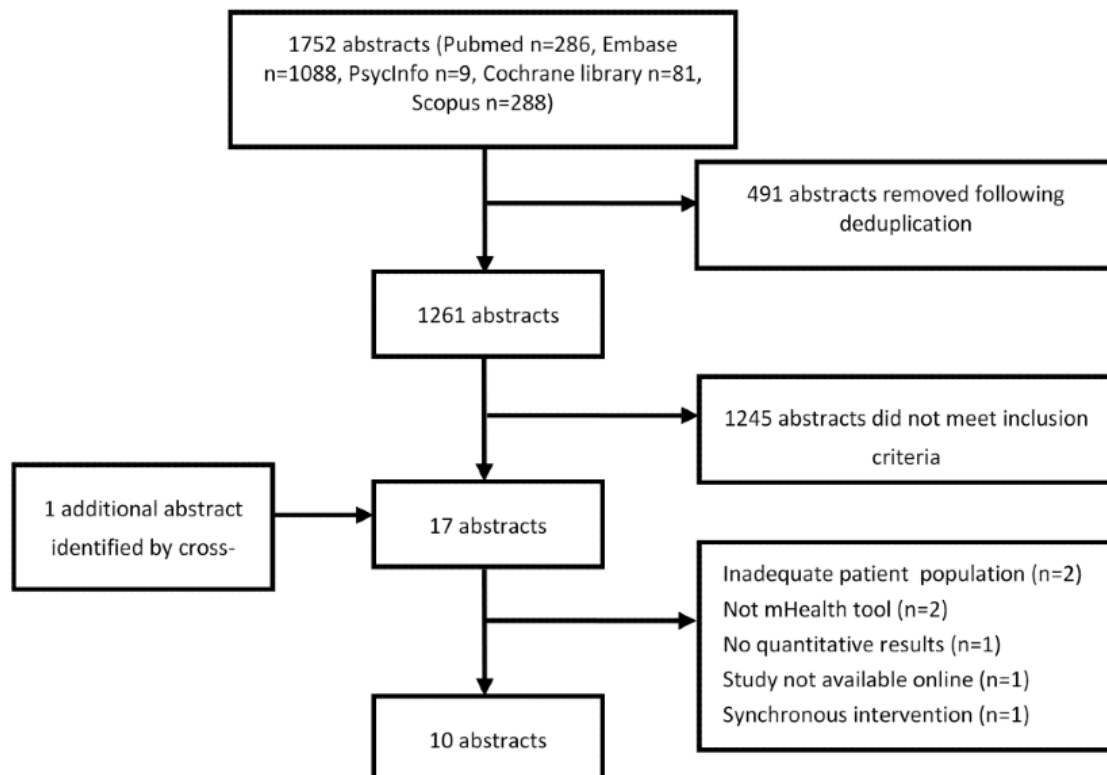 1752 abstracts (Pubmed n=286, Embase
n=1088, PsycInfo n=9, Cochrane library n=81,
Scopus n=288)
491 abstracts removed following
deduplication
1261 abstracts
1245 abstracts did not meet inclusion
criteria
1 additional abstract
identified by cross-
17 abstracts
Inadequate patient population (n=2)
Not mHealth tool (n=2)
No quantitative results (n=1)
Study not available online (n=1)
Synchronous intervention (n=1)
10 abstracts